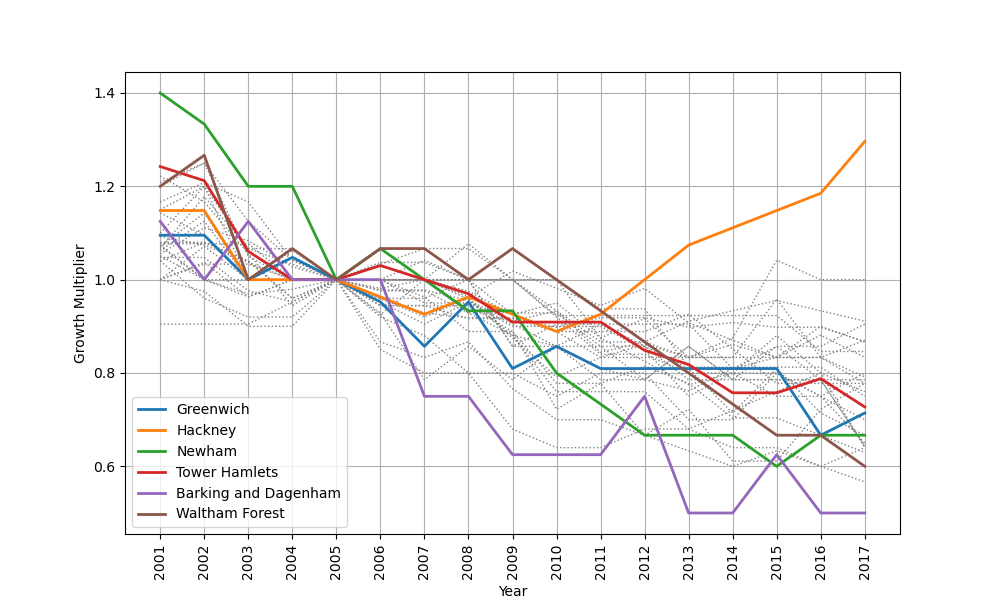 1.4
1.2
1.0
0.8
0.6
Growth Multiplier
Greenwich
Hackney
Newham
Tower Hamlets
Barking and Dagenham
Waltham Forest
2001 2002 2003 2004 2005 2006 2007 2008 2009 2010 2011 2012 2013 2014 2015 2016 2017
Year